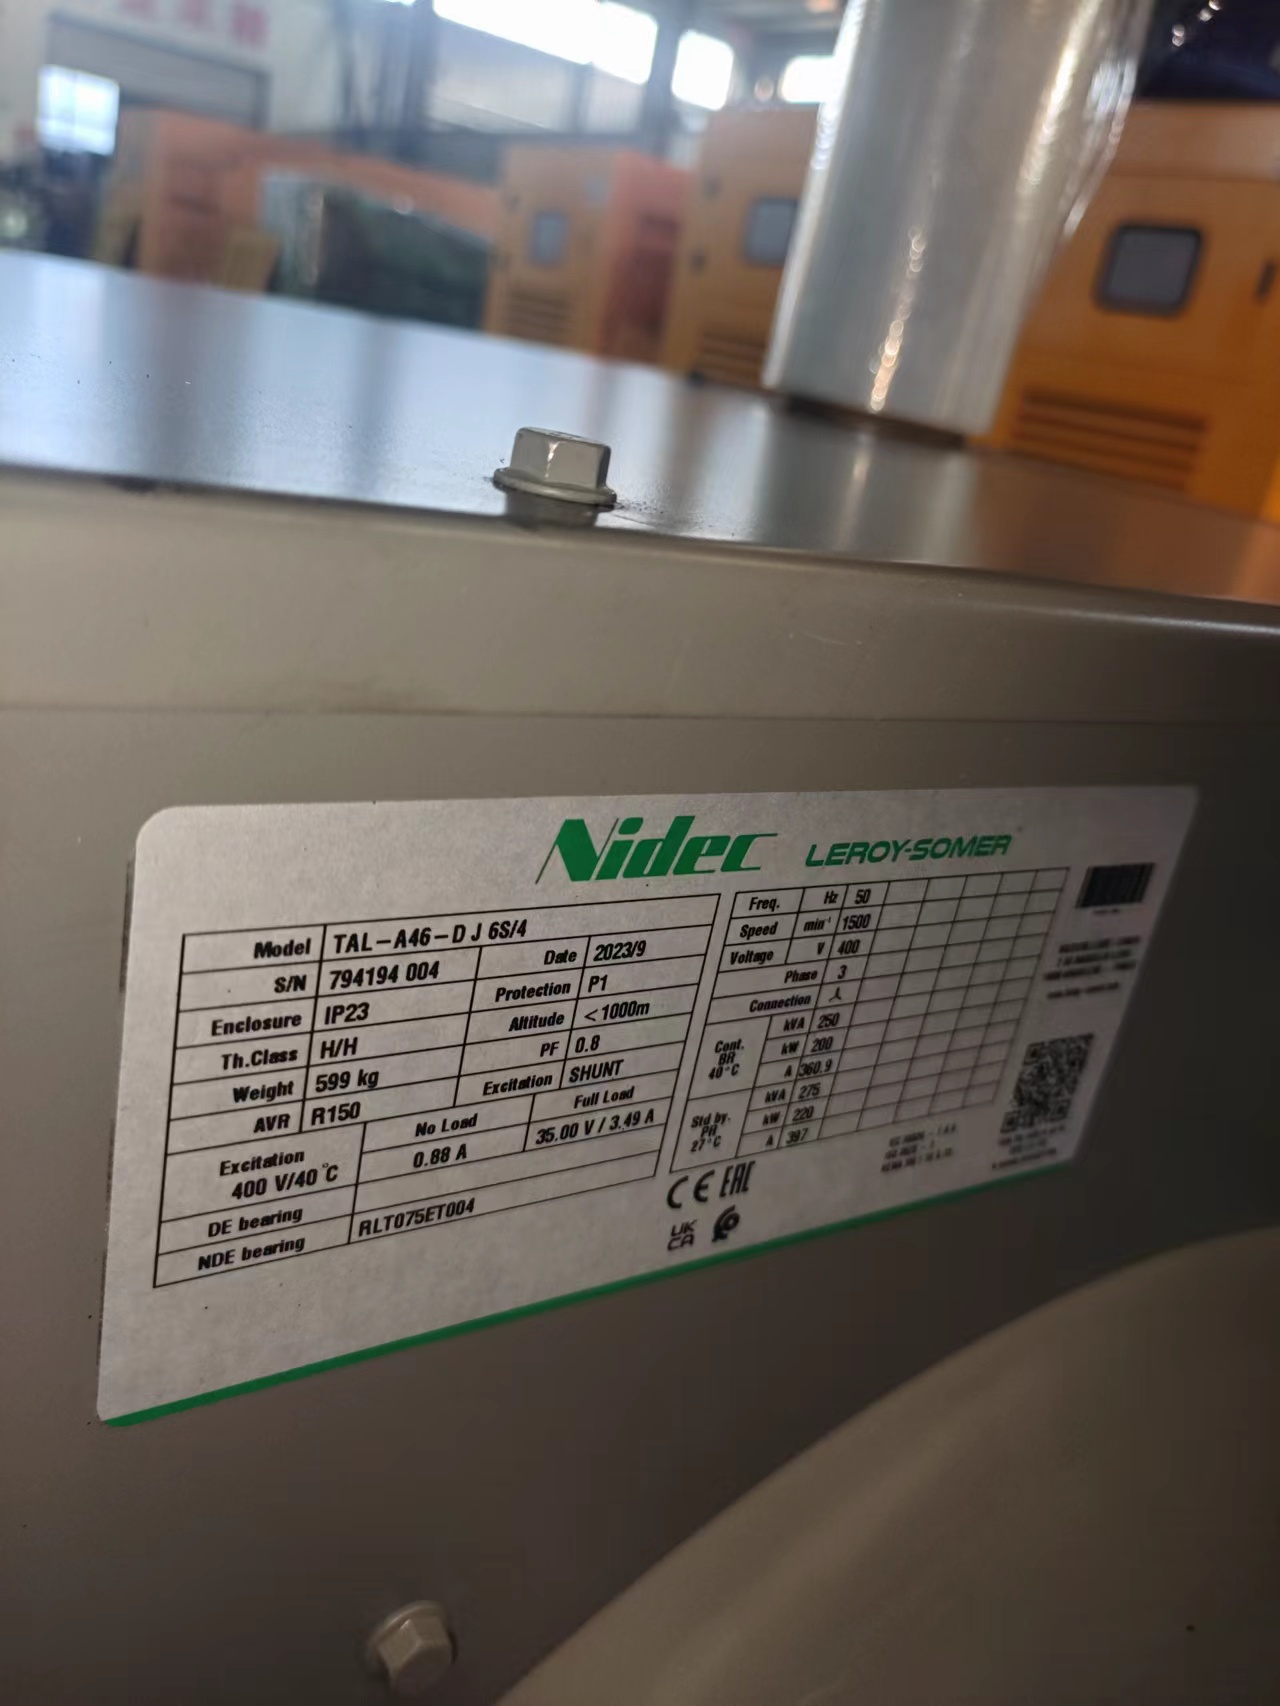 Nidec LEROY-SOMER
Model TAL-A46-D J 6S/4
S/N 794194 004 Date 2023/9
Enclosure IP23 Protection P1
Th.Class H/H Altitude <1000m
Weight 599 kg PF 0.8
AVR R150 Excitation SHUNT
Excitation 400 V/40°C No Load Full Load
0.88 A 35.00 V / 3.49 A
DE bearing
NDE bearing RLT075ET004
Freq. Hz 50
Speed min⁻¹ 1500
Voltage V 400
Phase 3
Connection
Cont. BR 40°C kVA 250
kW 200
A 360.9
Std by. PR 27°C kVA 275
kW 220
A 397
CE EAC
UK
CA